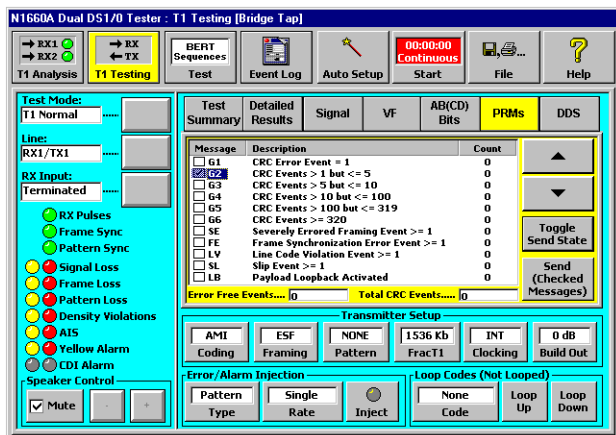 N1660A Dual DS1/0 Tester : T1 Testing [Bridge Tap]
RX1
RX2
T1 Analysis
RX
TX
T1 Testing
BERT
Sequences
Test
Event Log
Auto Setup
00:00:00
Continuous
Start
File
Help
Test Mode:
T1 Normal
Line:
RX1/TX1
RX Input:
Terminated
RX Pulses
Frame Sync
Pattern Sync
Signal Loss
Frame Loss
Pattern Loss
Density Violations
AIS
Yellow Alarm
CDI Alarm
Speaker Control
Mute
-
+
Test Summary
Detailed Results
Signal
VF
AB(CD) Bits
PRMs
DDS
Message Description Count
G1 CRC Error Event = 1 0
G2 CRC Events > 1 but <= 5 0
G3 CRC Events > 5 but <= 10 0
G4 CRC Events > 10 but <= 100 0
G5 CRC Events > 100 but <= 319 0
G6 CRC Events >= 320 0
SE Severely Errored Framing Event >= 1 0
FE Frame Synchronization Error Event >= 1 0
LV Line Code Violation Event >= 1 0
SL Slip Event >= 1 0
LB Payload Loopback Activated 0
Error Free Events.... 0 Total CRC Events..... 0
Toggle
Send State
Send
(Checked
Messages)
Transmitter Setup
AMI ESF NONE 1536 Kb INT 0 dB
Coding Framing Pattern FracT1 Clocking Build Out
Error/Alarm Injection
Pattern Single
Type Rate Inject
Loop Codes (Not Looped)
None
Code
Loop
Up
Loop
Down